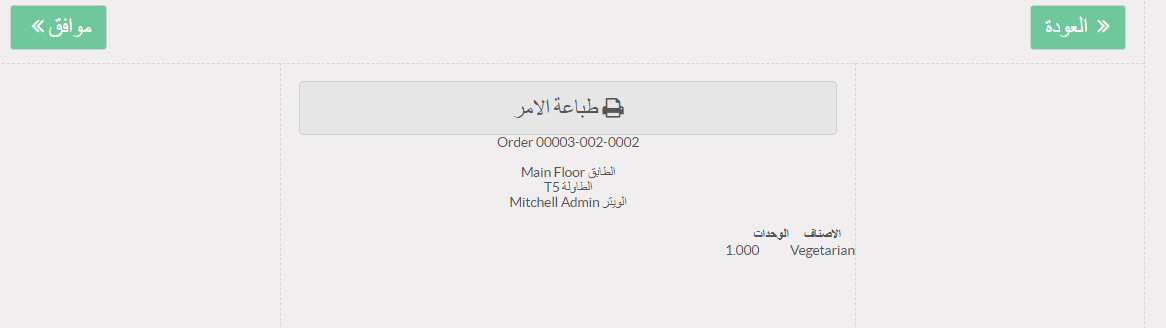 العودة
موافق
طباعة الامر
Order 00003-002-0002
الطابق Main Floor
الطاولة T5
الويتر Mitchell Admin
الاصناف الوحدات
Vegetarian 1.000